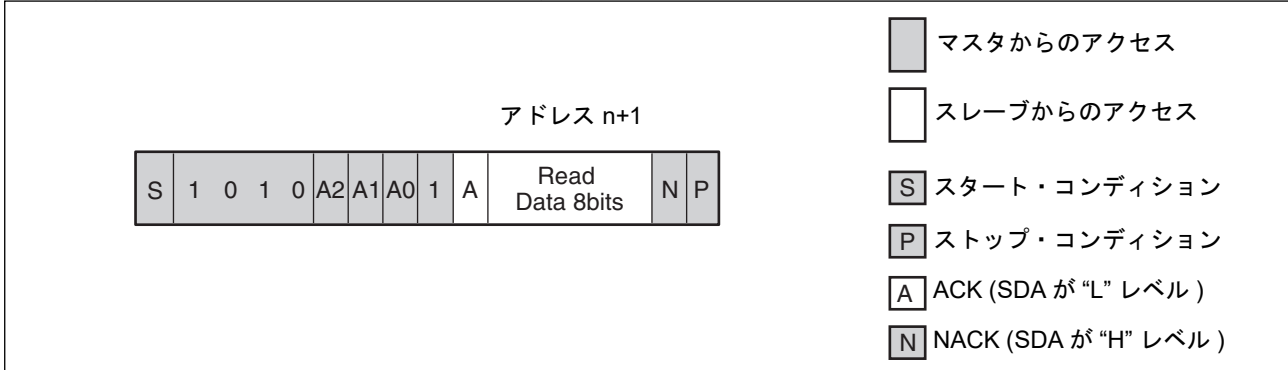 アドレス n+1
S 1 0 1 0 A2 A1 A0 1 A Read Data 8bits N P
マスタからのアクセス
スレーブからのアクセス
S スタート・コンディション
P ストップ・コンディション
A ACK (SDA が “L” レベル )
N NACK (SDA が “H” レベル )